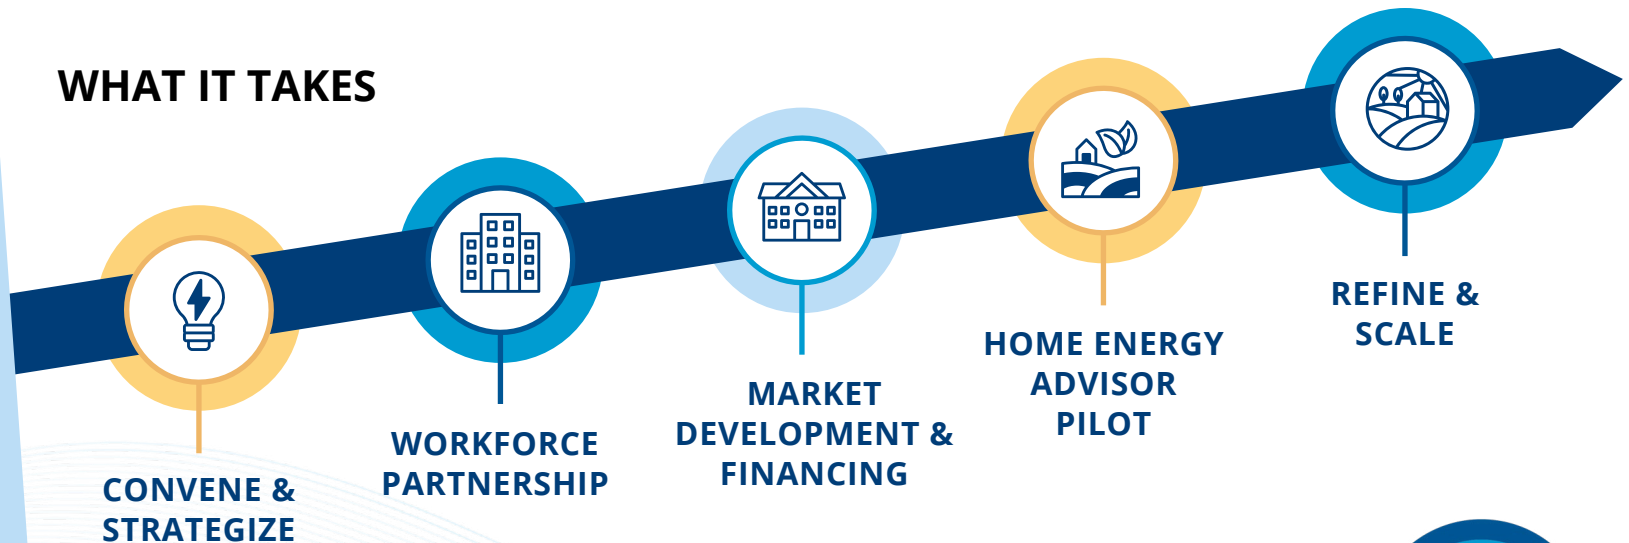 WHAT IT TAKES
CONVENE &
STRATEGIZE
WORKFORCE
PARTNERSHIP
MARKET
DEVELOPMENT &
FINANCING
HOME ENERGY
ADVISOR
PILOT
REFINE &
SCALE